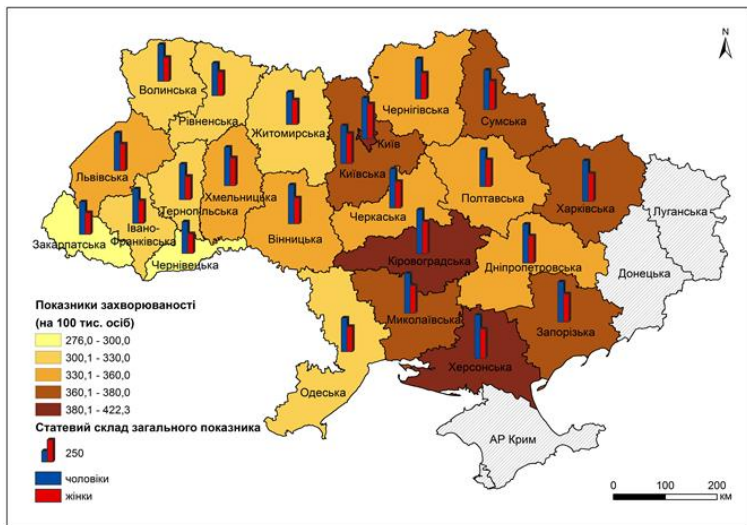 N
Волинська
Рівненська
Житомирська
Чернігівська
Сумська
Київ
Київська
Львівська
Тернопільська
Хмельницька
Полтавська
Харківська
Луганська
Черкаська
Івано-
Франківська
Закарпатська
Чернівецька
Вінницька
Кіровоградська
Дніпропетровська
Донецька
Миколаївська
Запорізька
Херсонська
Одеська
АР Крим
Показники захворюваності
(на 100 тис. осіб)
276,0 - 300,0
300,1 - 330,0
330,1 - 360,0
360,1 - 380,0
380,1 - 422,3
Статевий склад загального показника
250
чоловіки
жінки
0 100 200
км